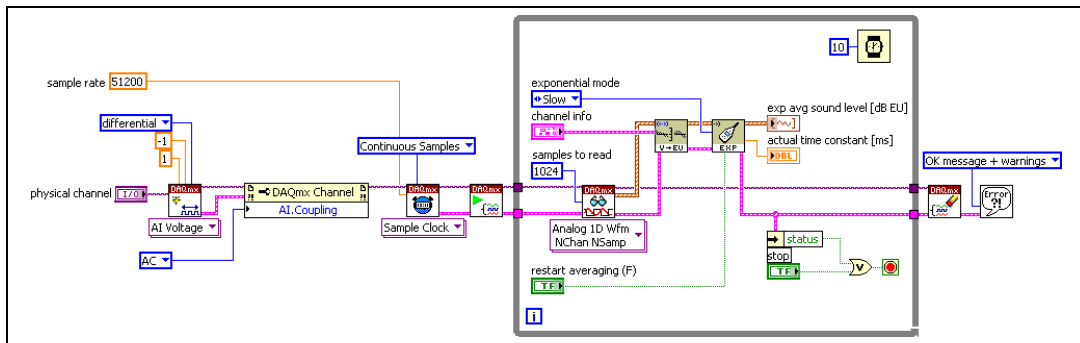 sample rate 51200
differential
-1
1
physical channel I/O
DAQmx
AI Voltage
AC
DAQmx Channel
AI.Coupling
Continuous Samples
DAQmx
Sample Clock
DAQmx
10
exponential mode
Slow
channel info
samples to read
1024
DAQmx
Analog 1D Wfm
NChan NSamp
restart averaging (F)
TF
V→EU
EXP
exp avg sound level [dB EU]
actual time constant [ms]
DBL
status
stop
TF
V
i
OK message + warnings
DAQmx
Error
?!